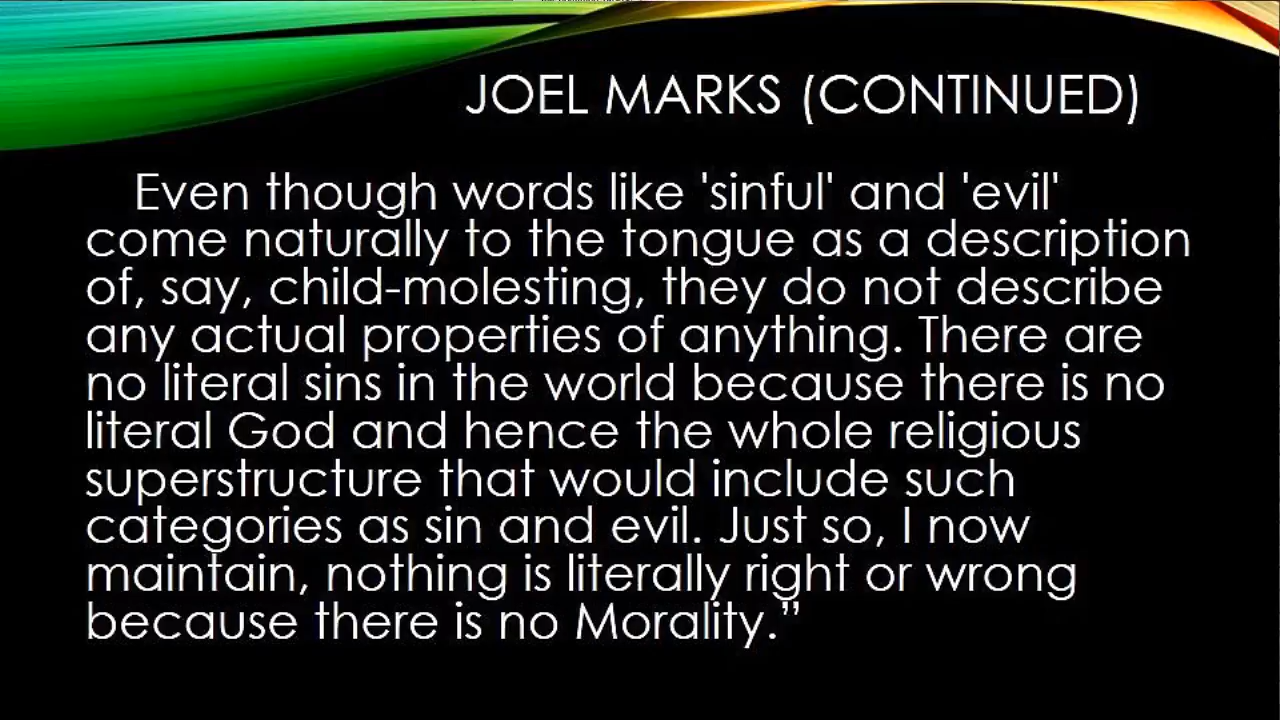 JOEL MARKS (CONTINUED)
Even though words like 'sinful' and 'evil'
come naturally to the tongue as a description
of, say, child-molesting, they do not describe
any actual properties of anything. There are
no literal sins in the world because there is no
literal God and hence the whole religious
superstructure that would include such
categories as sin and evil. Just so, I now
maintain, nothing is literally right or wrong
because there is no Morality.”